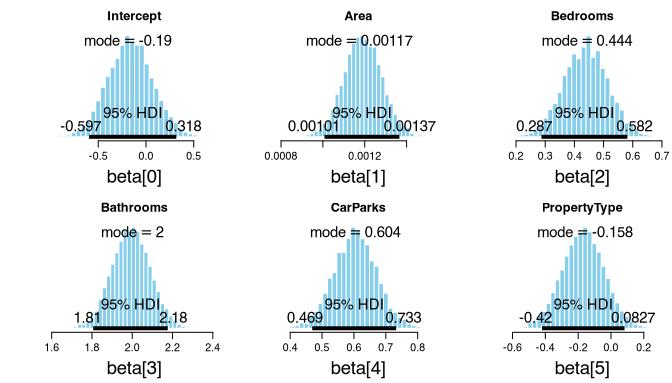 Intercept
mode = -0.19
95% HDI
-0.597 0.318
-0.5 0.0 0.5
beta[0]
Area
mode = 0.00117
95% HDI
0.00101 0.00137
0.0008 0.0012
beta[1]
Bedrooms
mode = 0.444
95% HDI
0.287 0.582
0.2 0.3 0.4 0.5 0.6 0.7
beta[2]
Bathrooms
mode = 2
95% HDI
1.81 2.18
1.6 1.8 2.0 2.2 2.4
beta[3]
CarParks
mode = 0.604
95% HDI
0.469 0.733
0.4 0.5 0.6 0.7 0.8
beta[4]
PropertyType
mode = -0.158
95% HDI
-0.42 0.0827
-0.6 -0.4 -0.2 0.0 0.2
beta[5]